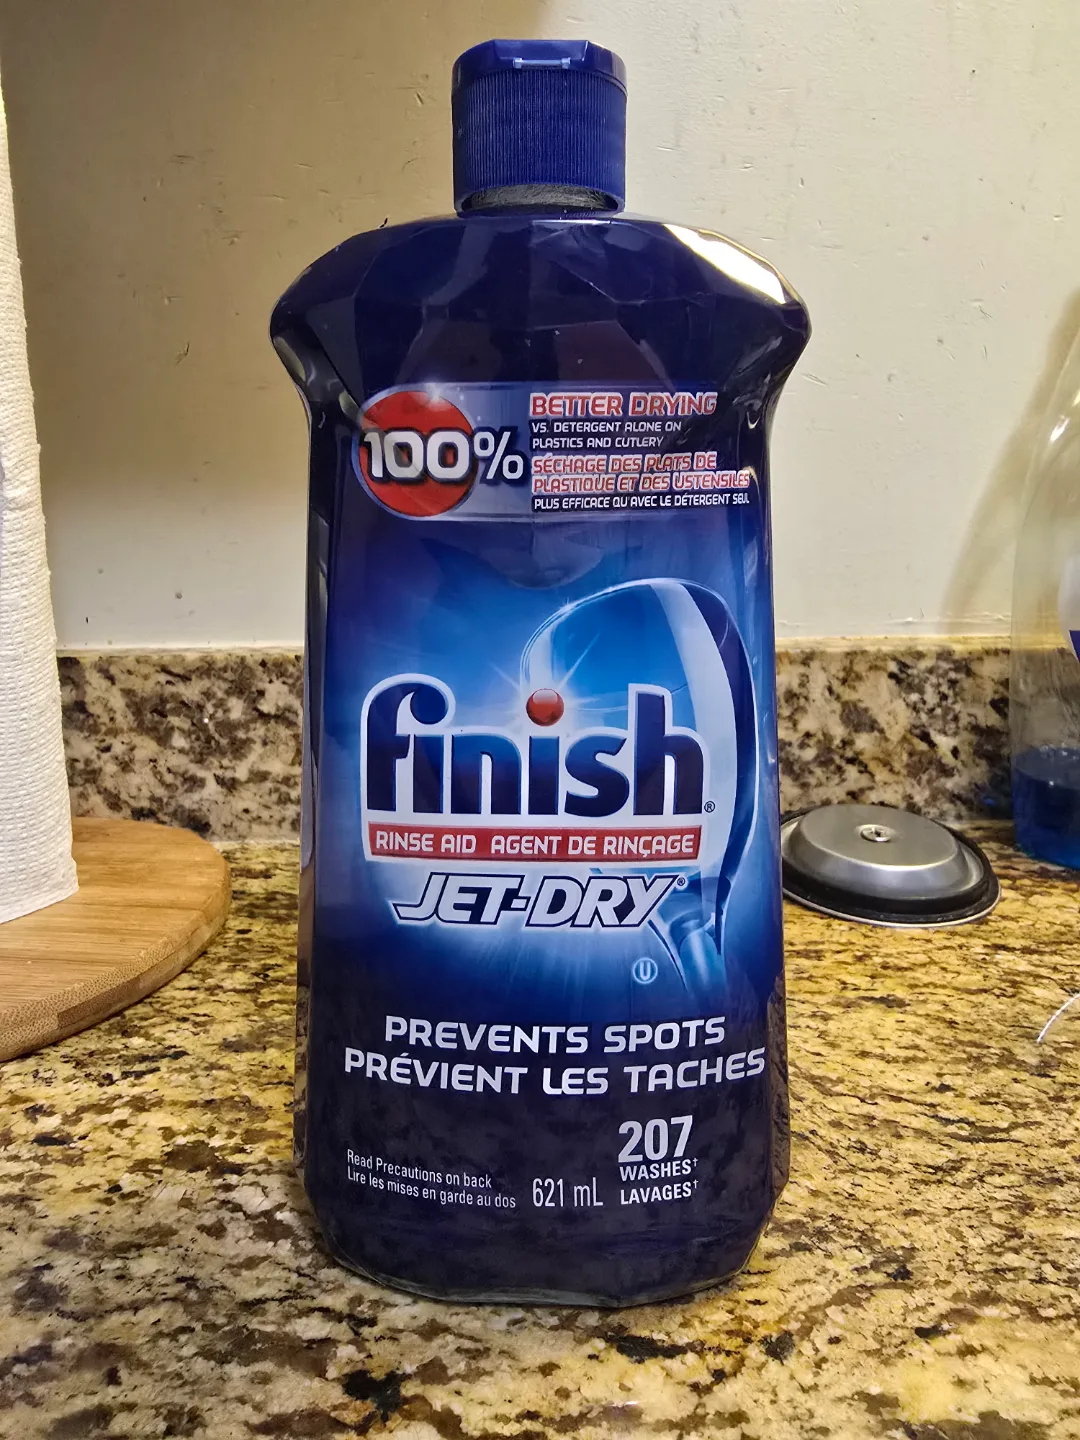 100%
BETTER DRYING
VS. DETERGENT ALONE ON
PLASTICS AND CUTLERY
SÉCHAGE DES PLATS DE
PLASTIQUE ET DES USTENSILES
PLUS EFFICACE QU'AVEC LE DÉTERGENT SEUL
finish®
RINSE AID AGENT DE RINÇAGE
JET-DRY®
U
PREVENTS SPOTS
PRÉVIENT LES TACHES
Read Precautions on back
Lire les mises en garde au dos
621 mL
207
WASHES†
LAVAGES†